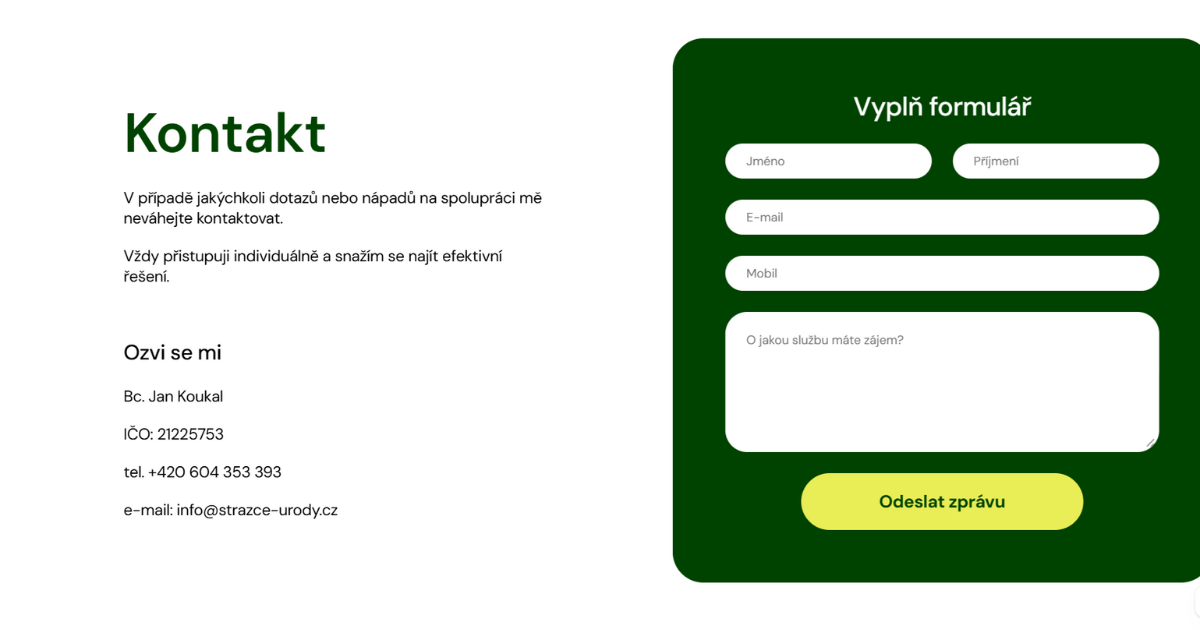 Kontakt
V případě jakýchkoli dotazů nebo nápadů na spolupráci mě
neváhejte kontaktovat.
Vždy přistupuji individuálně a snažím se najít efektivní
řešení.
Ozvi se mi
Bc. Jan Koukal
IČO: 21225753
tel. +420 604 353 393
e-mail: info@strazce-urody.cz
Vyplň formulář
Jméno
Příjmení
E-mail
Mobil
O jakou službu máte zájem?
Odeslat zprávu